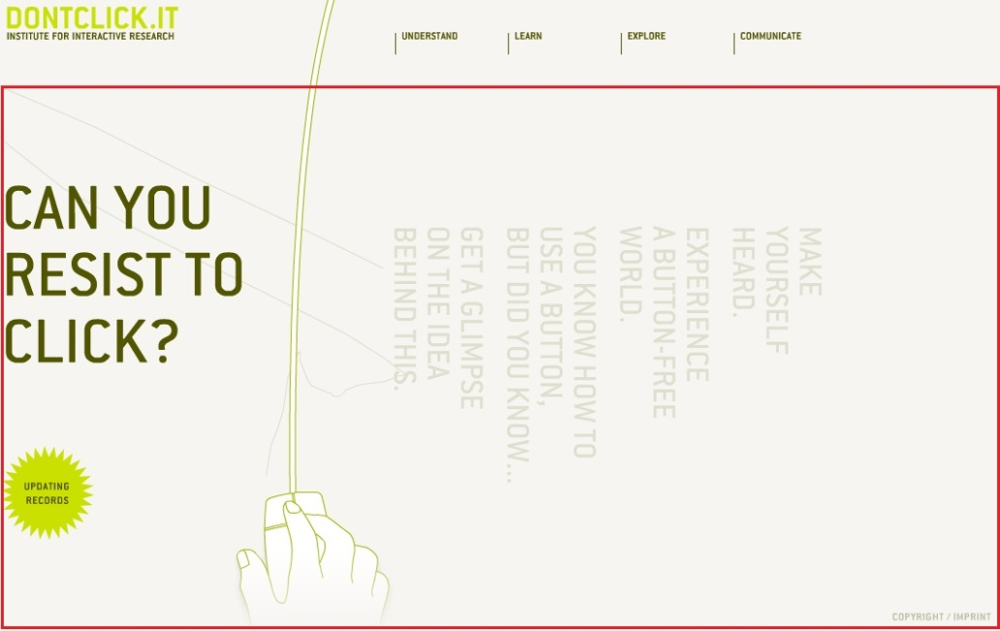 DONTCLICK.IT
INSTITUTE FOR INTERACTIVE RESEARCH
UNDERSTAND
LEARN
EXPLORE
COMMUNICATE
CAN YOU
RESIST TO
CLICK?
GET A GLIMPSE
ON THE IDEA
BEHIND THIS.
YOU KNOW HOW TO
USE A BUTTON,
BUT DID YOU KNOW...
EXPERIENCE
A BUTTON-FREE
WORLD.
MAKE
YOURSELF
HEARD.
UPDATING
RECORDS
COPYRIGHT / IMPRINT